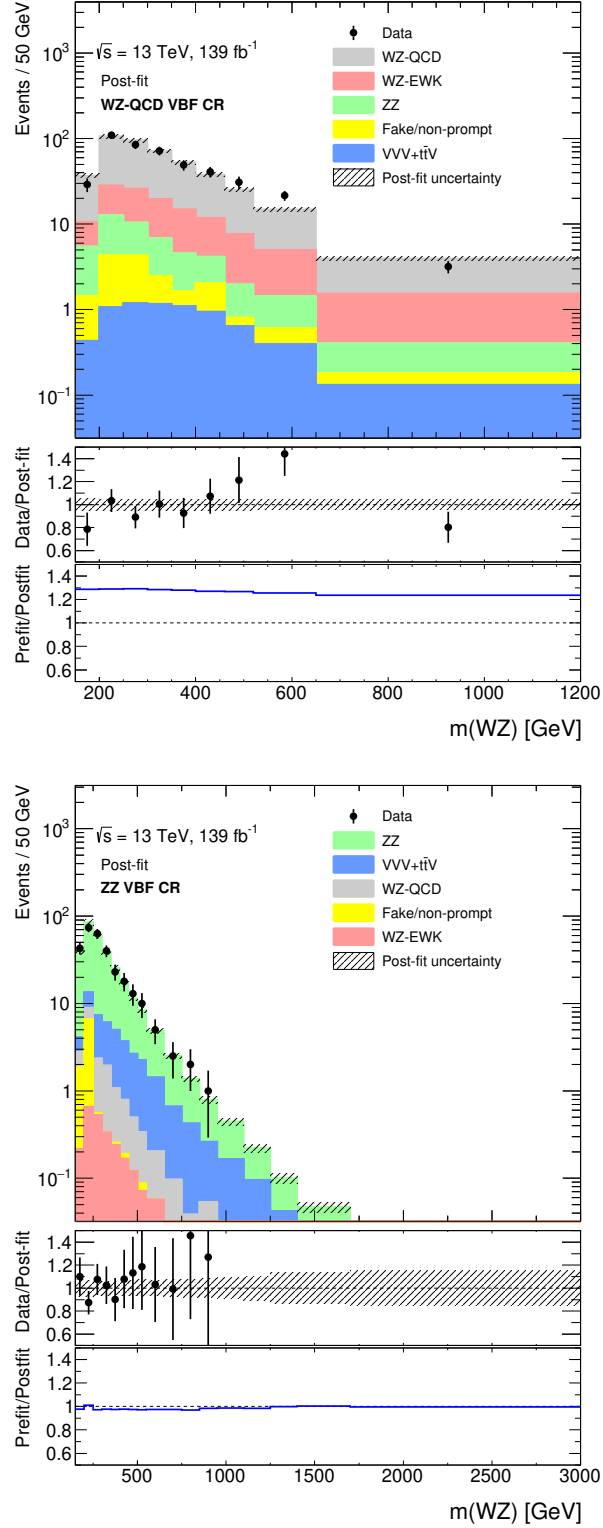 Events / 50 GeV
10³
10²
10
1
10⁻¹
√s = 13 TeV, 139 fb⁻¹
Post-fit
WZ-QCD VBF CR
Data
WZ-QCD
WZ-EWK
ZZ
Fake/non-prompt
VVV+tt̄V
Post-fit uncertainty
Data/Post-fit
1.4
1.2
1
0.8
0.6
Prefit/Postfit
1.4
1.2
1
0.8
0.6
200 400 600 800 1000 1200
m(WZ) [GeV]
Events / 50 GeV
10³
10²
10
1
10⁻¹
√s = 13 TeV, 139 fb⁻¹
Post-fit
ZZ VBF CR
Data
ZZ
VVV+tt̄V
WZ-QCD
Fake/non-prompt
WZ-EWK
Post-fit uncertainty
Data/Post-fit
1.4
1.2
1
0.8
0.6
Prefit/Postfit
1.4
1.2
1
0.8
0.6
500 1000 1500 2000 2500 3000
m(WZ) [GeV]